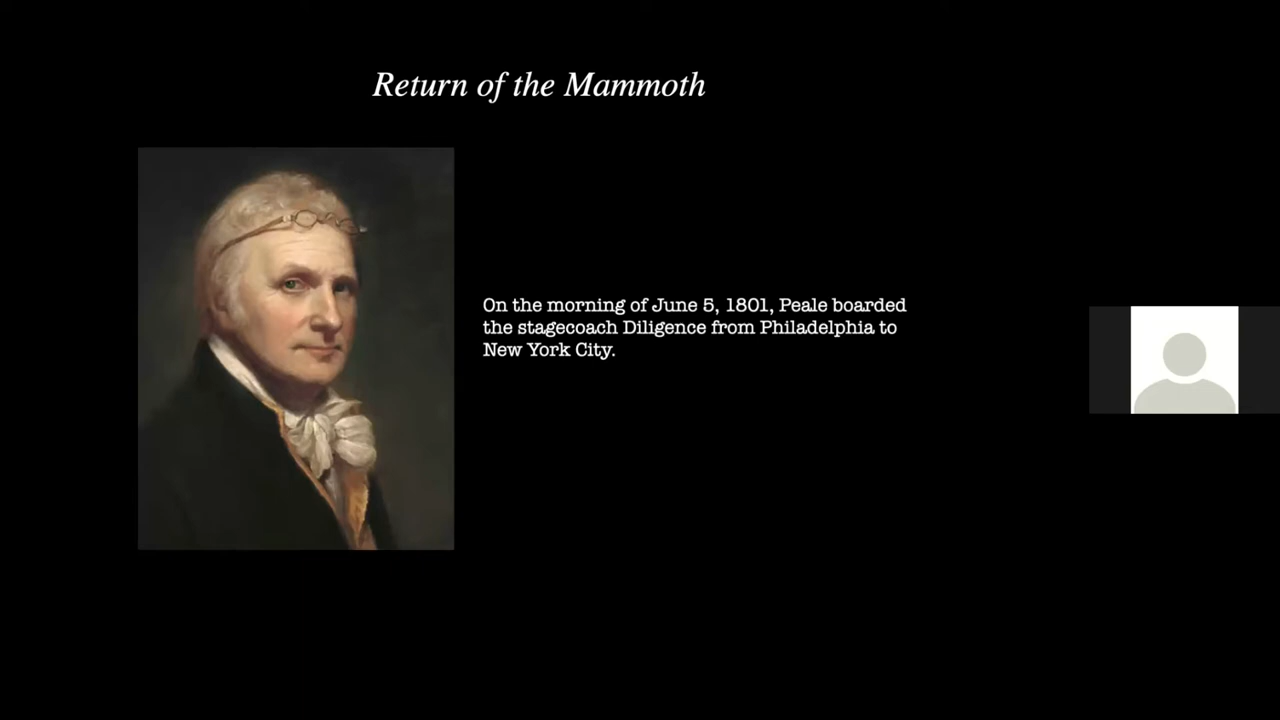 Return of the Mammoth
On the morning of June 5, 1801, Peale boarded
the stagecoach Diligence from Philadelphia to
New York City.